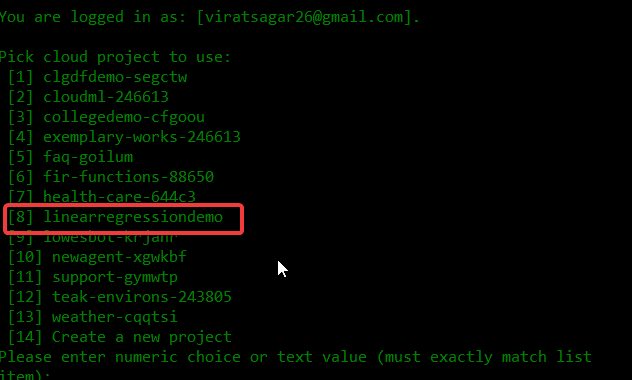 You are logged in as: [viratsagar26@gmail.com].
Pick cloud project to use:
[1] clgdfdemo-segctw
[2] cloudml-246613
[3] collegedemo-cfgoou
[4] exemplary-works-246613
[5] faq-goilum
[6] fir-functions-88650
[7] health-care-644c3
[8] linearregressiondemo
[9] lowesbot-krjanr
[10] newagent-xgwkbf
[11] support-gymwtp
[12] teak-environs-243805
[13] weather-cqqtsi
[14] Create a new project
Please enter numeric choice or text value (must exactly match list
item):